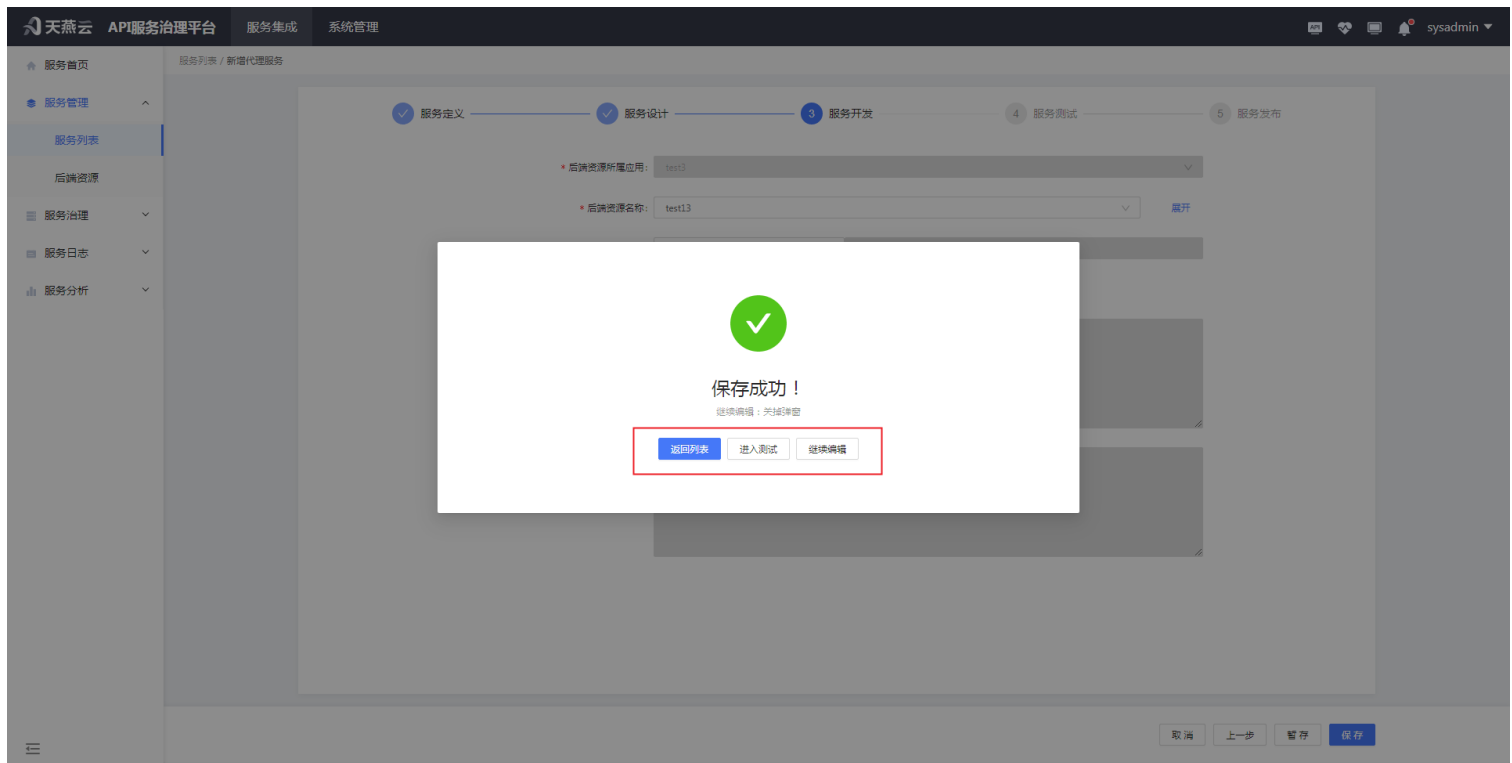 天燕云 API服务治理平台 服务集成 系统管理 API sysadmin
服务首页
服务列表 / 新增代理服务
服务管理
服务列表
后端资源
服务治理
服务日志
服务分析
服务定义 服务设计 3 服务开发 4 服务测试 5 服务发布
* 后端资源所属应用: test5
* 后端资源名称: test13 展开
保存成功！
继续编辑：关掉弹窗
返回列表 进入测试 继续编辑
取消 上一步 暂存 保存